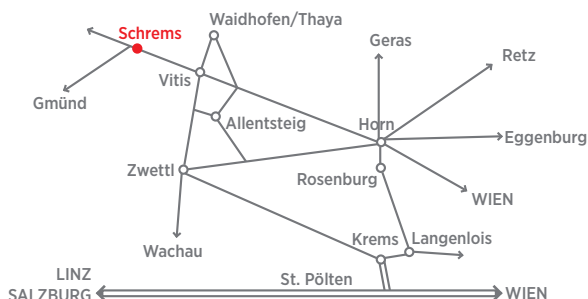 Waidhofen/Thaya
Schrems
Geras
Retz
Vitis
Gmünd
Allentsteig
Horn
Eggenburg
Zwettl
Rosenburg
WIEN
Wachau
Krems
Langenlois
LINZ
St. Pölten
SALZBURG
WIEN